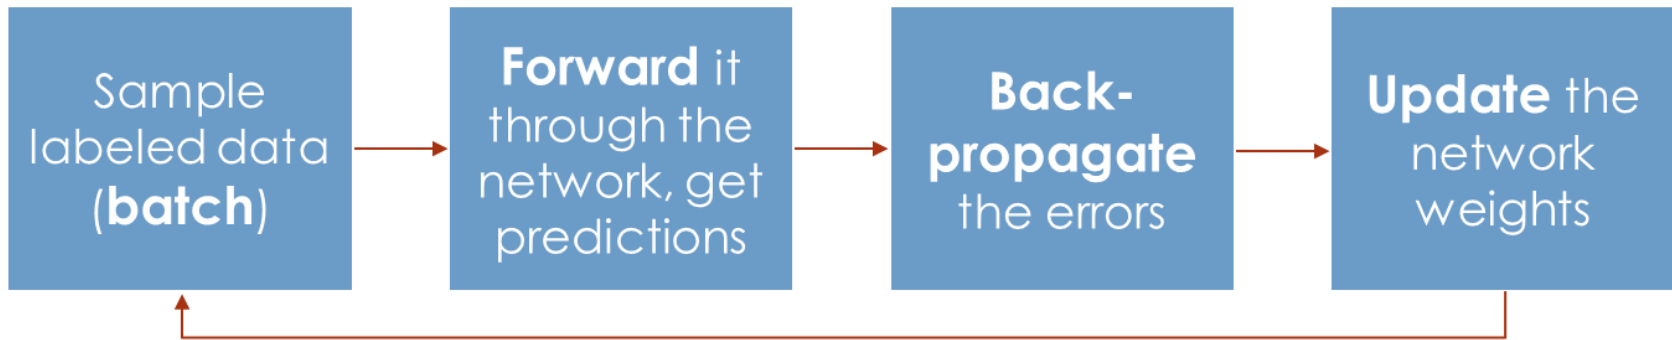 Sample
labeled data
(batch)
Forward it
through the
network, get
predictions
Back-
propagate
the errors
Update the
network
weights